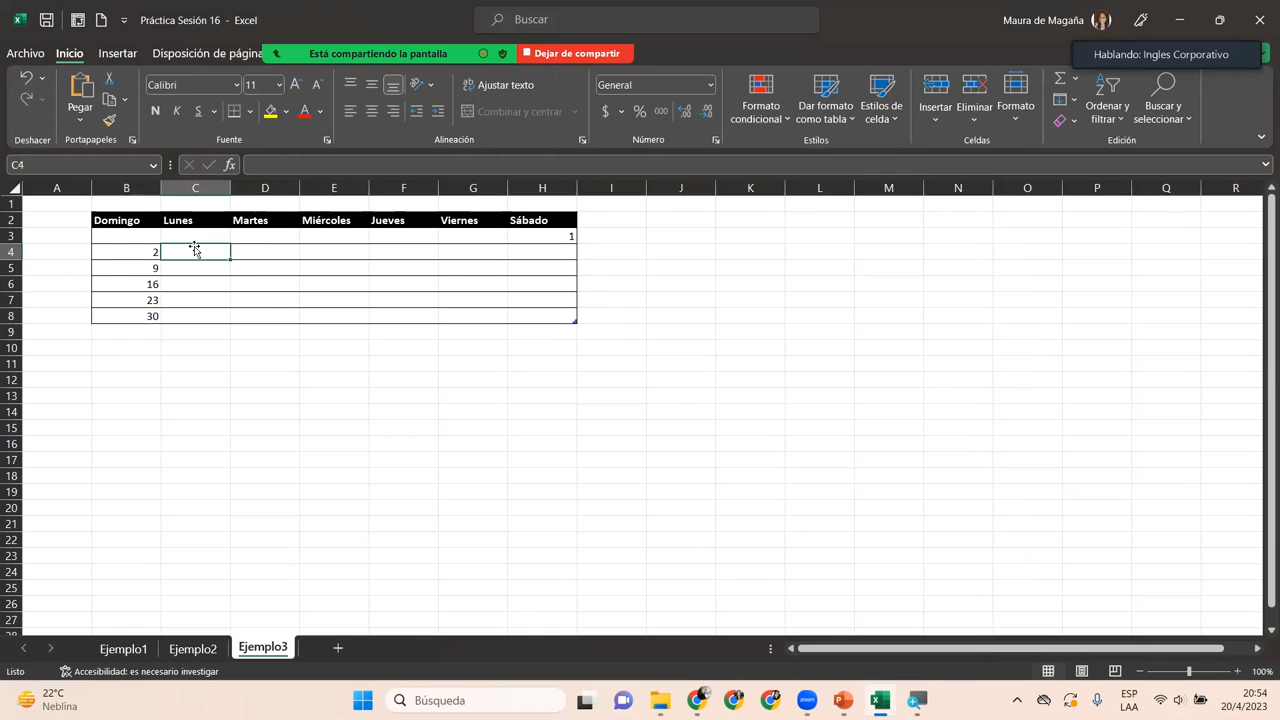 Práctica Sesión 16 - Excel
Buscar
Maura de Magaña
Archivo Inicio Insertar Disposición de página
Está compartiendo la pantalla
Dejar de compartir
Hablando: Ingles Corporativo
Pegar
Calibri 11
N K S
Ajustar texto
Combinar y centrar
General
$ % 000
Formato condicional
Dar formato como tabla
Estilos de celda
Insertar
Eliminar
Formato
Ordenar y filtrar
Buscar y seleccionar
Deshacer Portapapeles Fuente Alineación Número Estilos Celdas Edición
C4
fx
A B C D E F G H I J K L M N O P Q R
1
2 Domingo Lunes Martes Miércoles Jueves Viernes Sábado
3 1
4 2
5 9
6 16
7 23
8 30
9
10
11
12
13
14
15
16
17
18
19
20
21
22
23
24
25
26
27
Ejemplo1 Ejemplo2 Ejemplo3
Listo
Accesibilidad: es necesario investigar
100%
22°C
Neblina
Búsqueda
zoom
ESP
LAA
20:54
20/4/2023